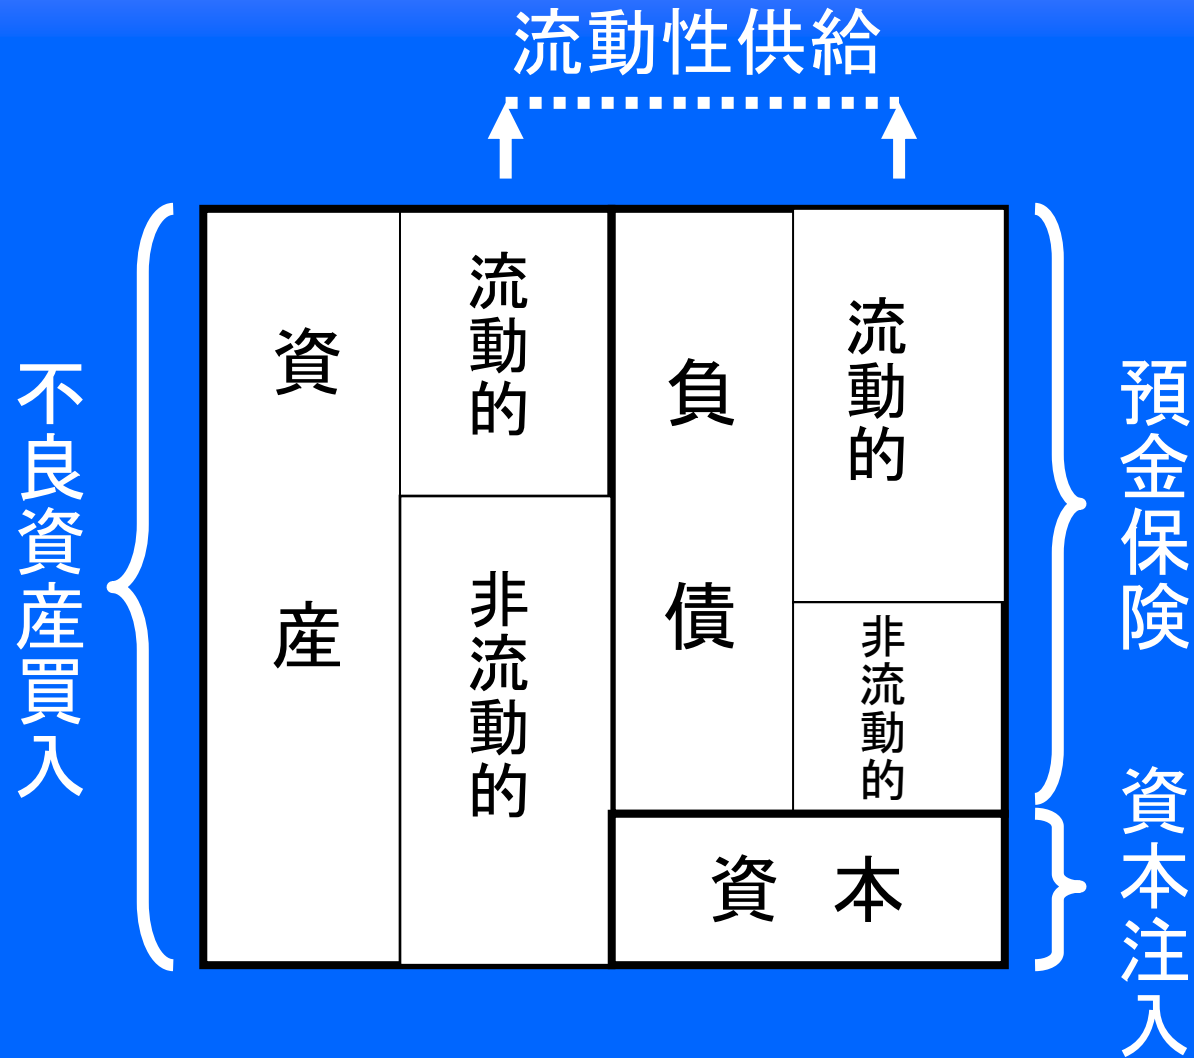 流動性供給
不良資産買入
資産
流動的
非流動的
負債
流動的
非流動的
資本
預金保険
資本注入